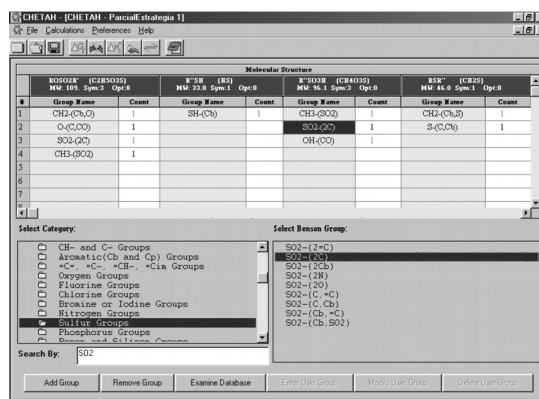 CHETAH - [CHETAH - ParcialEstrategia 1]
File Calculations Preferences Help
Molecular Structure
ROSO2R' (C2H5O3S) R"SH (HS) R"SO3H (CH4O3S) RSR" (CH2S)
MW: 109. Sym:3 Opt:0 MW: 33.0 Sym:1 Opt:0 MW: 96.1 Sym:3 Opt:0 MW: 46.0 Sym:1 Opt:0
# Group Name Count Group Name Count Group Name Count Group Name Count
1 CH2-(Cb,O) 1 SH-(Cb) 1 CH3-(SO2) 1 CH2-(Cb,S) 1
2 O-(C,CO) 1 SO2-(2C) 1 S-(C,Cb) 1
3 SO2-(2C) 1 OH-(CO) 1
4 CH3-(SO2) 1
5
6
7
Select Category: Select Benson Group:
CH- and C- Groups
Aromatic(Cb and Cp) Groups
=C=, =C-, =CH-, =Cim Groups
Oxygen Groups
Fluorine Groups
Chlorine Groups
Bromine or Iodine Groups
Nitrogen Groups
Sulfur Groups
Phosphorus Groups
Boron and Silicon Groups
SO2-(2=C)
SO2-(2C)
SO2-(2Cb)
SO2-(2N)
SO2-(2O)
SO2-(C,=C)
SO2-(C,Cb)
SO2-(Cb,=C)
SO2-(Cb,SO2)
Search By: SO2
Add Group Remove Group Examine Database Enter User Group Modify User Group Delete User Group